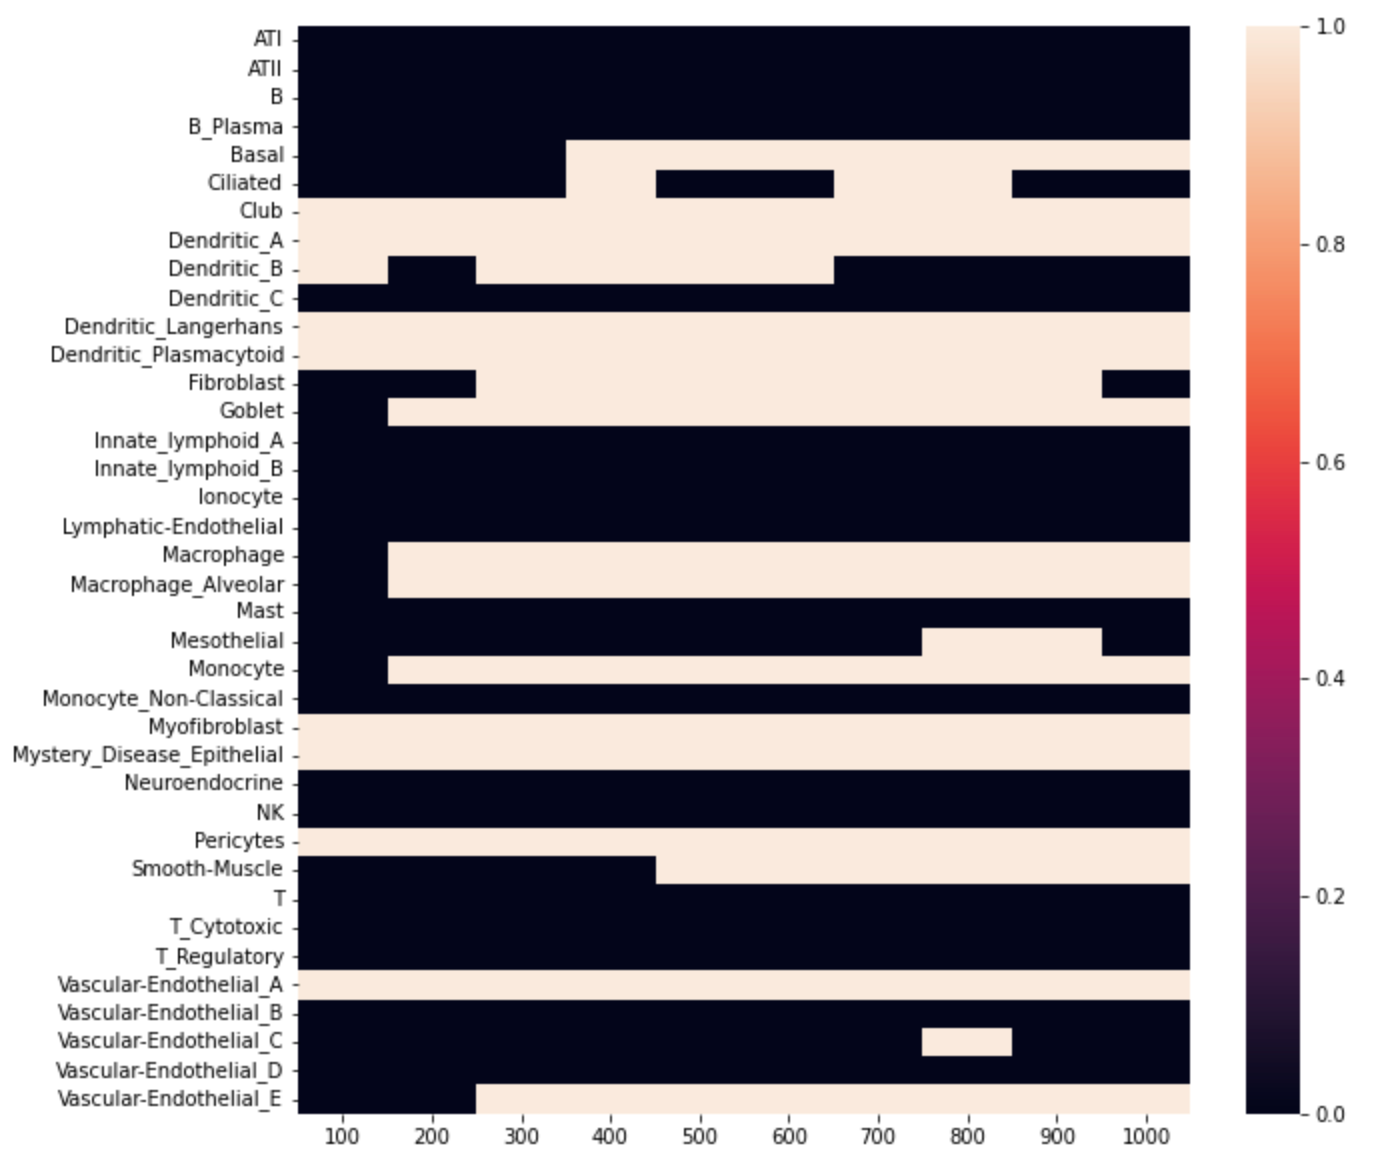 ATI
ATII
B
B_Plasma
Basal
Ciliated
Club
Dendritic_A
Dendritic_B
Dendritic_C
Dendritic_Langerhans
Dendritic_Plasmacytoid
Fibroblast
Goblet
Innate_lymphoid_A
Innate_lymphoid_B
Ionocyte
Lymphatic-Endothelial
Macrophage
Macrophage_Alveolar
Mast
Mesothelial
Monocyte
Monocyte_Non-Classical
Myofibroblast
Mystery_Disease_Epithelial
Neuroendocrine
NK
Pericytes
Smooth-Muscle
T
T_Cytotoxic
T_Regulatory
Vascular-Endothelial_A
Vascular-Endothelial_B
Vascular-Endothelial_C
Vascular-Endothelial_D
Vascular-Endothelial_E
100 200 300 400 500 600 700 800 900 1000
1.0
0.8
0.6
0.4
0.2
0.0